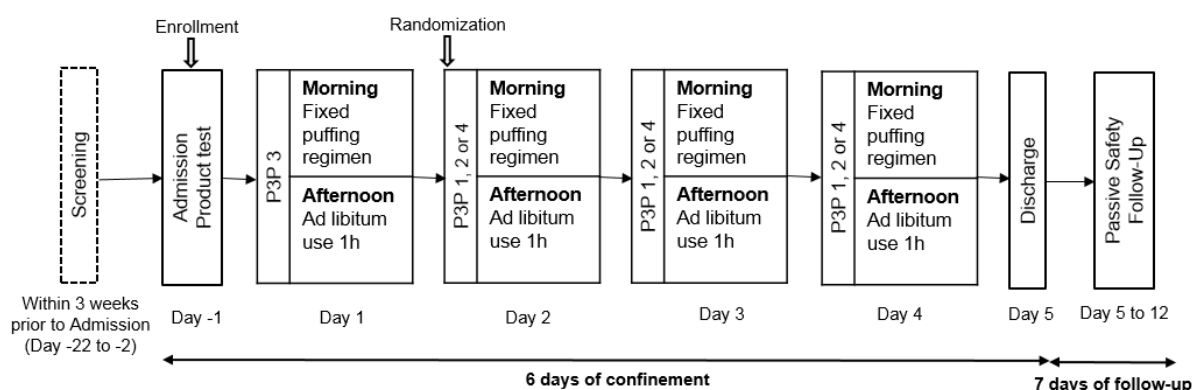 Enrollment
Randomization
Screening
Admission
Product test
P3P 3
Morning
Fixed
puffing
regimen
Afternoon
Ad libitum
use 1h
P3P 1, 2 or 4
Morning
Fixed
puffing
regimen
Afternoon
Ad libitum
use 1h
P3P 1, 2 or 4
Morning
Fixed
puffing
regimen
Afternoon
Ad libitum
use 1h
P3P 1, 2 or 4
Morning
Fixed
puffing
regimen
Afternoon
Ad libitum
use 1h
Discharge
Passive Safety
Follow-Up
Within 3 weeks
prior to Admission
(Day -22 to -2)
Day -1
Day 1
Day 2
Day 3
Day 4
Day 5
Day 5 to 12
6 days of confinement
7 days of follow-up